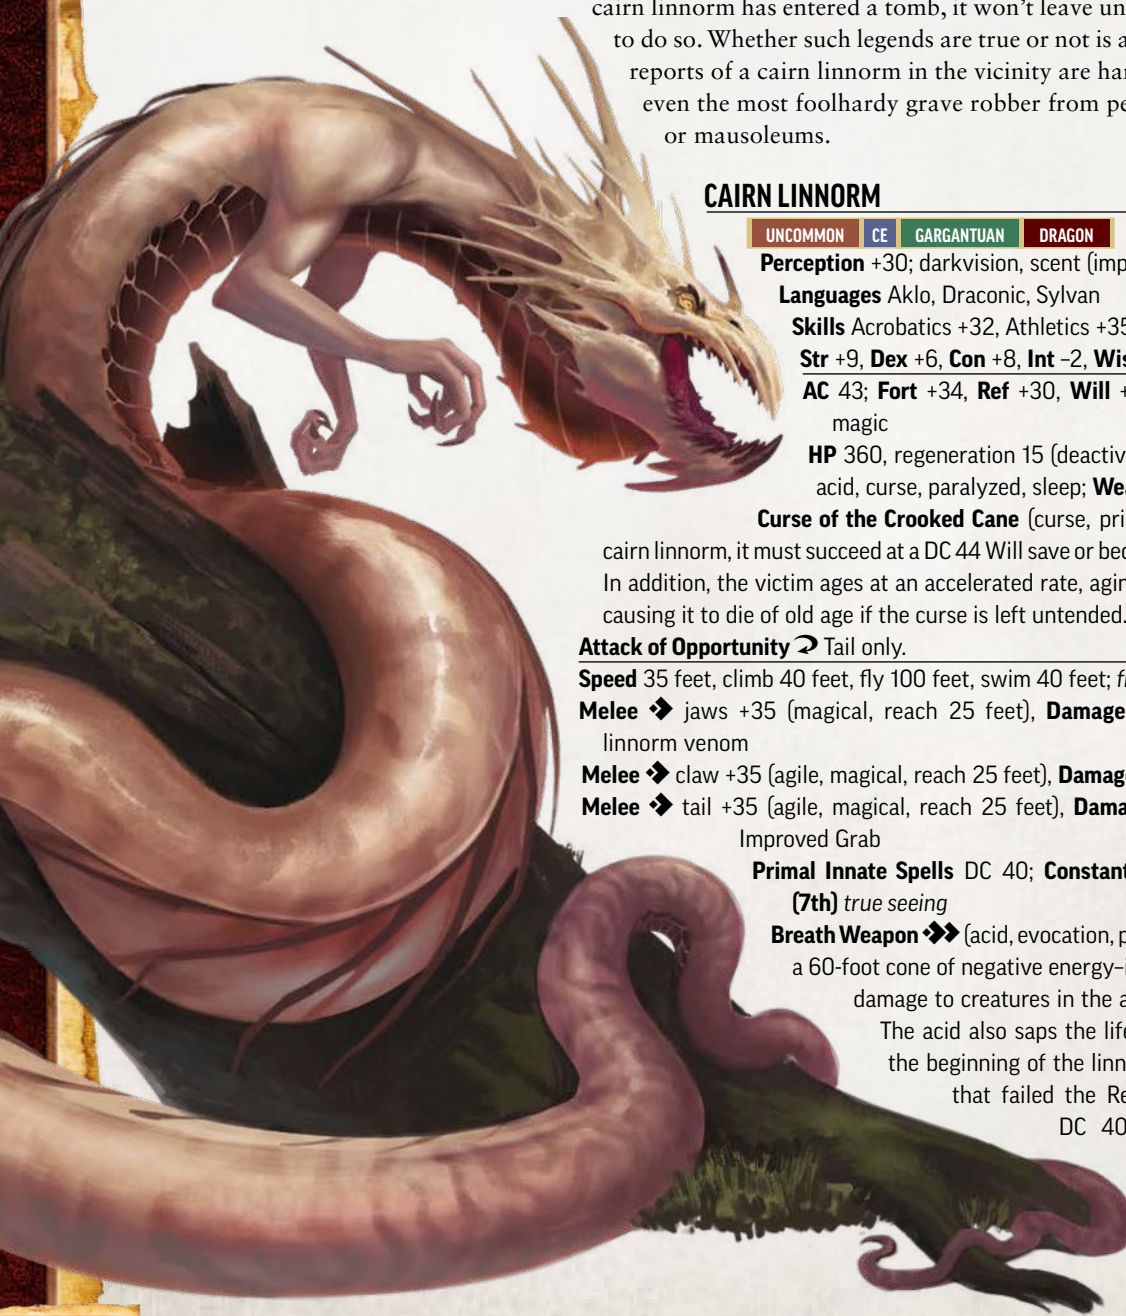 cairn linnorm has entered a tomb, it won't leave un
to do so. Whether such legends are true or not is a
reports of a cairn linnorm in the vicinity are har
even the most foolhardy grave robber from pe
or mausoleums.
CAIRN LINNORM
UNCOMMON CE GARGANTUAN DRAGON
Perception +30; darkvision, scent (imp
Languages Aklo, Draconic, Sylvan
Skills Acrobatics +32, Athletics +35
Str +9, Dex +6, Con +8, Int –2, Wis
AC 43; Fort +34, Ref +30, Will +
magic
HP 360, regeneration 15 (deactiv
acid, curse, paralyzed, sleep; Wea
Curse of the Crooked Cane (curse, pri
cairn linnorm, it must succeed at a DC 44 Will save or bec
In addition, the victim ages at an accelerated rate, agin
causing it to die of old age if the curse is left untended.
Attack of Opportunity Tail only.
Speed 35 feet, climb 40 feet, fly 100 feet, swim 40 feet; f
Melee jaws +35 (magical, reach 25 feet), Damage
linnorm venom
Melee claw +35 (agile, magical, reach 25 feet), Damag
Melee tail +35 (agile, magical, reach 25 feet), Dama
Improved Grab
Primal Innate Spells DC 40; Constant
(7th) true seeing
Breath Weapon (acid, evocation, p
a 60-foot cone of negative energy–i
damage to creatures in the a
The acid also saps the life
the beginning of the linn
that failed the Re
DC 40